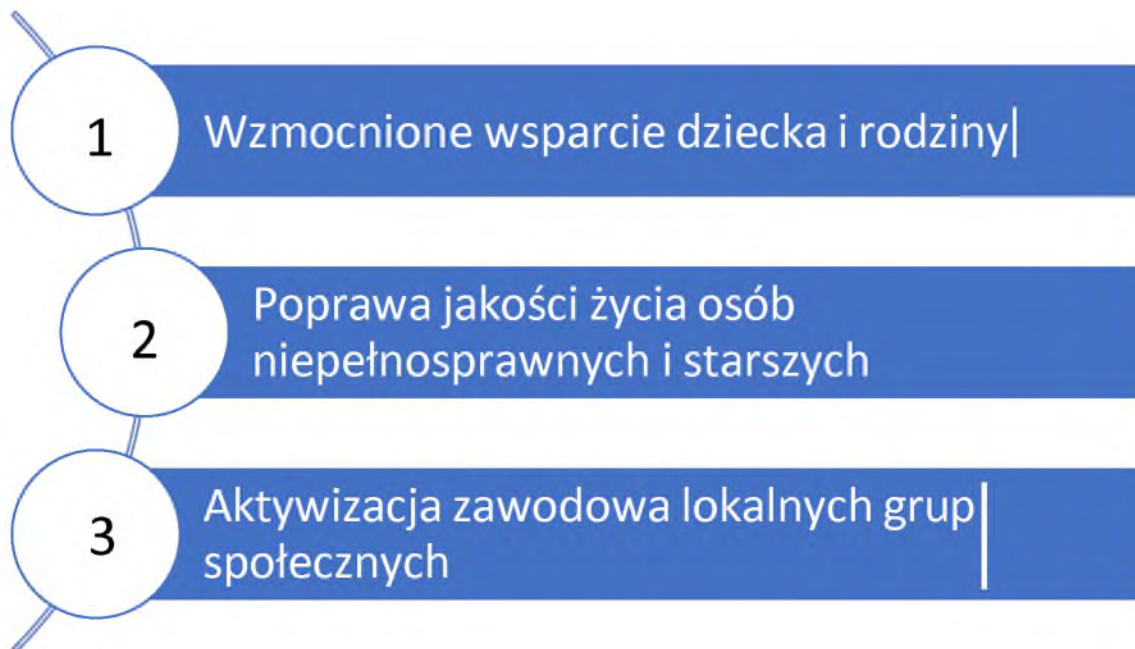 1
Wzmocnione wsparcie dziecka i rodziny
2
Poprawa jakości życia osób
niepełnosprawnych i starszych
3
Aktywizacja zawodowa lokalnych grup
społecznych